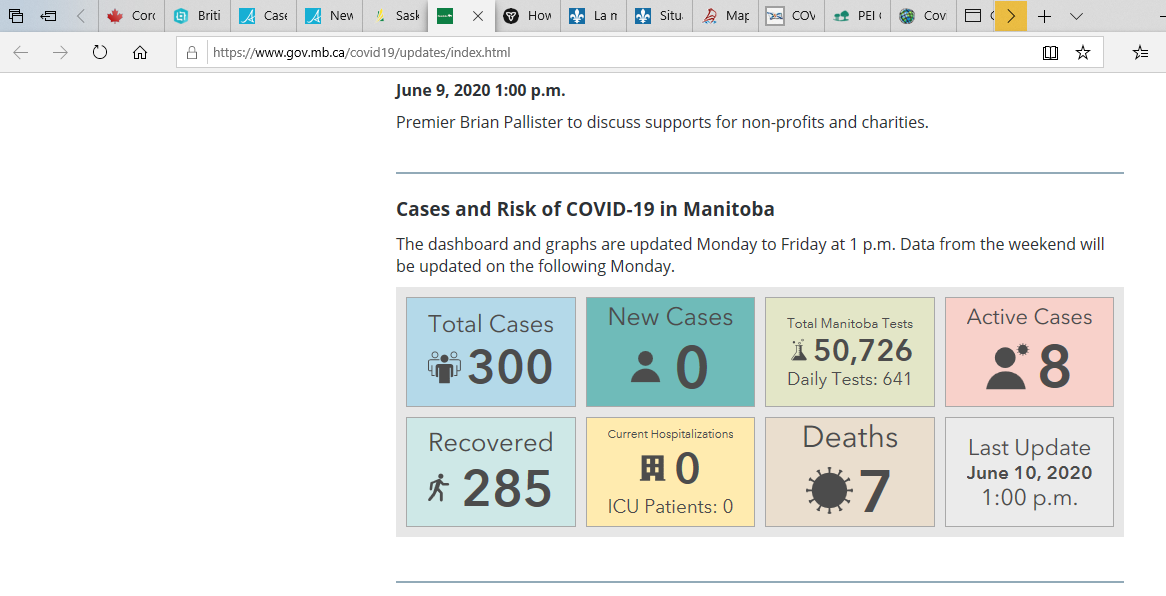 Coro
Briti
Case
New
Sask
How
La m
Situ
Map
COV
PEI
Cov
https://www.gov.mb.ca/covid19/updates/index.html
June 9, 2020 1:00 p.m.
Premier Brian Pallister to discuss supports for non-profits and charities.
Cases and Risk of COVID-19 in Manitoba
The dashboard and graphs are updated Monday to Friday at 1 p.m. Data from the weekend will
be updated on the following Monday.
Total Cases
300
New Cases
0
Total Manitoba Tests
50,726
Daily Tests: 641
Active Cases
8
Recovered
285
Current Hospitalizations
0
ICU Patients: 0
Deaths
7
Last Update
June 10, 2020
1:00 p.m.